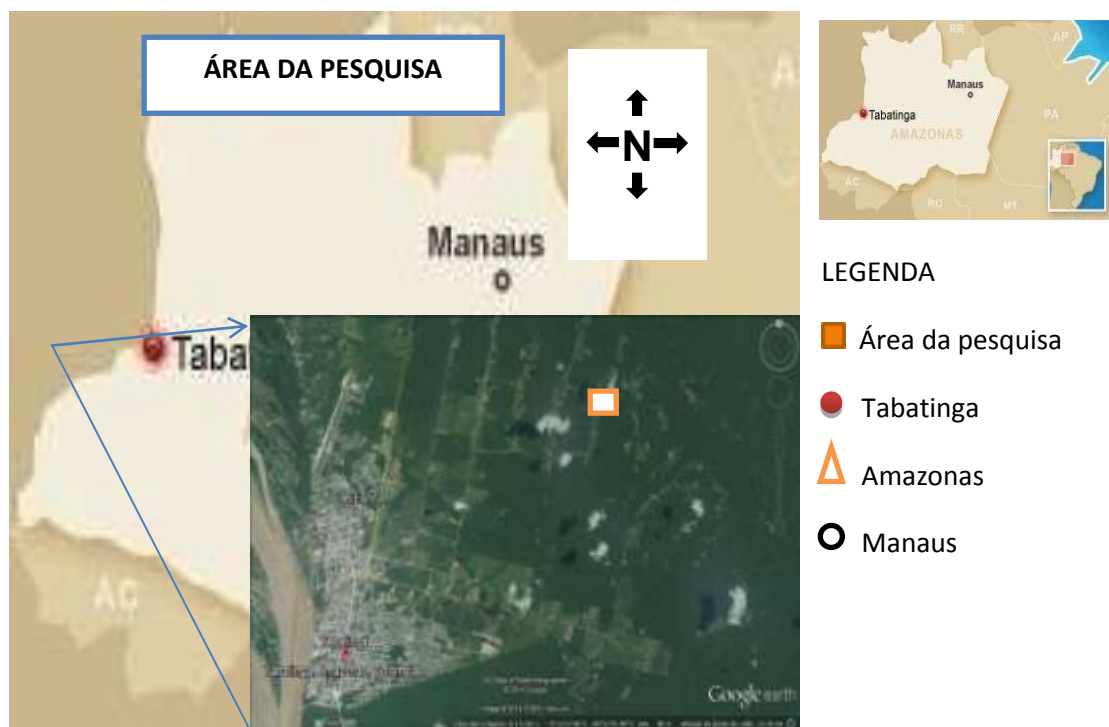 ÁREA DA PESQUISA
N
Manaus
Taba
AC
Google earth
RR
AP
Manaus
Tabatinga
AMAZONAS
PA
AC
RO
MT
LEGENDA
Área da pesquisa
Tabatinga
Amazonas
Manaus